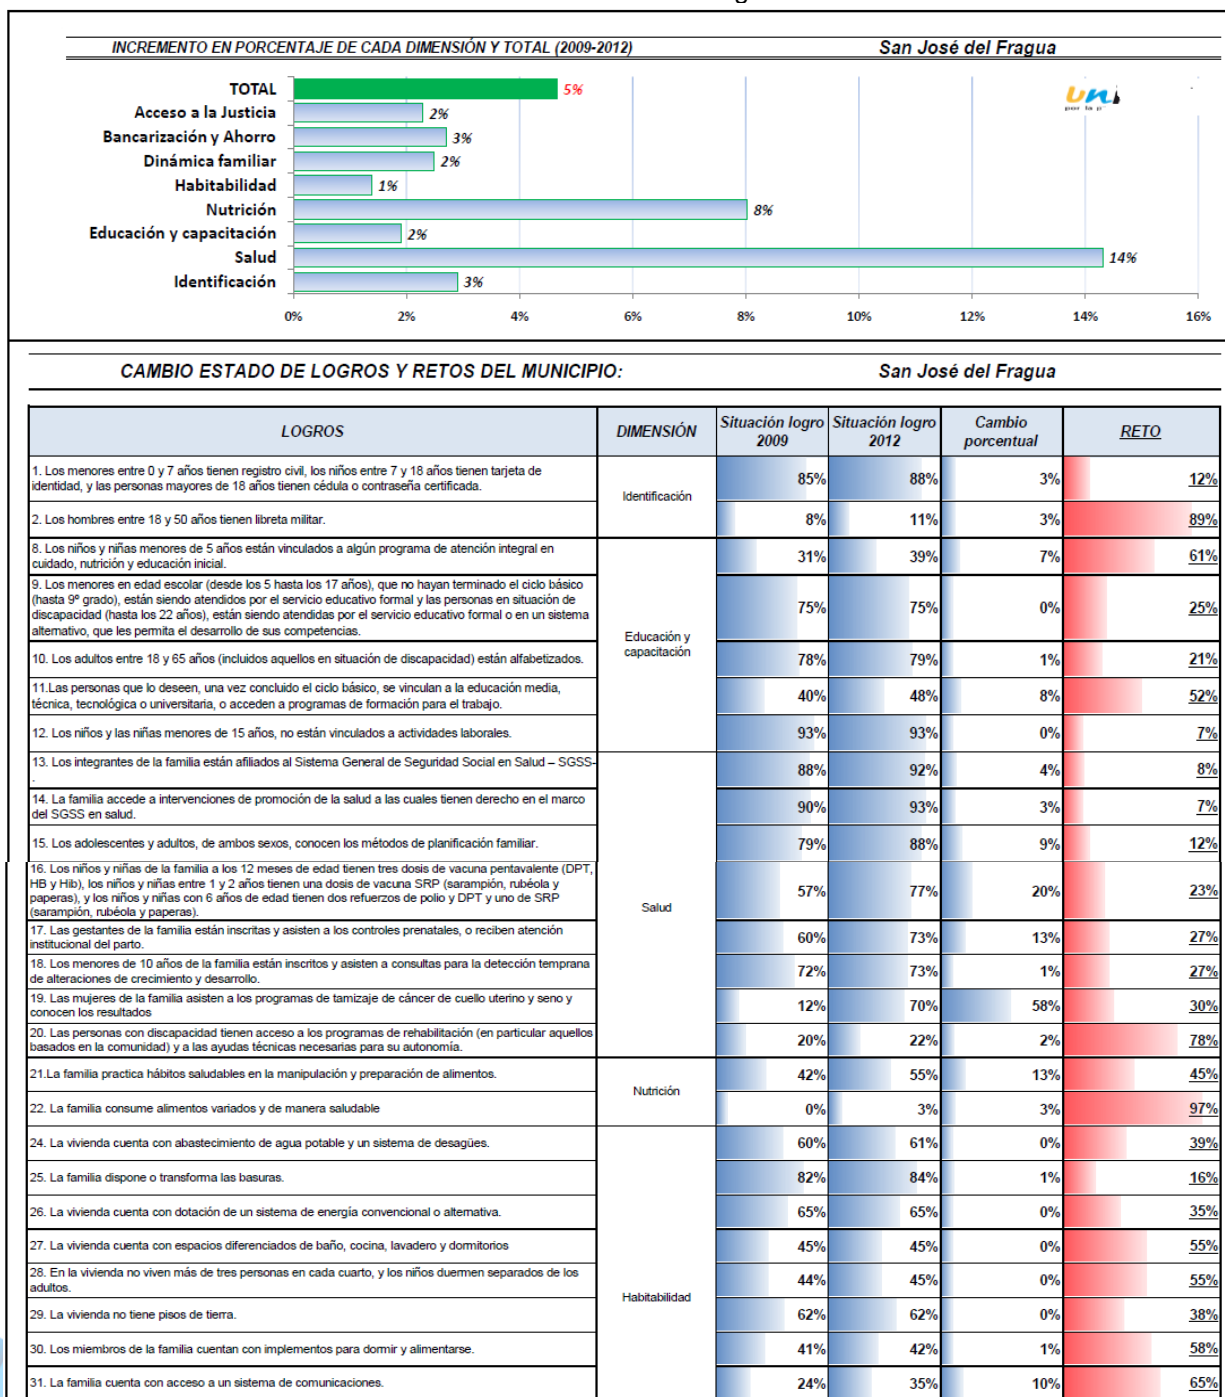 INCREMENTO EN PORCENTAJE DE CADA DIMENSIÓN Y TOTAL (2009-2012) San José del Fragua
TOTAL 5%
Acceso a la Justicia 2%
Bancarización y Ahorro 3%
Dinámica familiar 2%
Habitabilidad 1%
Nutrición 8%
Educación y capacitación 2%
Salud 14%
Identificación 3%
0% 2% 4% 6% 8% 10% 12% 14% 16%
CAMBIO ESTADO DE LOGROS Y RETOS DEL MUNICIPIO: San José del Fragua
LOGROS DIMENSIÓN Situación logro 2009 Situación logro 2012 Cambio porcentual RETO
1. Los menores entre 0 y 7 años tienen registro civil, los niños entre 7 y 18 años tienen tarjeta de
identidad, y las personas mayores de 18 años tienen cédula o contraseña certificada. 85% 88% 3% 12%
Identificación
2. Los hombres entre 18 y 50 años tienen libreta militar. 8% 11% 3% 89%
8. Los niños y niñas menores de 5 años están vinculados a algún programa de atención integral en
cuidado, nutrición y educación inicial. 31% 39% 7% 61%
9. Los menores en edad escolar (desde los 5 hasta los 17 años), que no hayan terminado el ciclo básico
(hasta 9º grado), están siendo atendidos por el servicio educativo formal y las personas en situación de
discapacidad (hasta los 22 años), están siendo atendidas por el servicio educativo formal o en un sistema
alternativo, que les permita el desarrollo de sus competencias. 75% 75% 0% 25%
Educación y
capacitación
10. Los adultos entre 18 y 65 años (incluidos aquellos en situación de discapacidad) están alfabetizados. 78% 79% 1% 21%
11.Las personas que lo deseen, una vez concluido el ciclo básico, se vinculan a la educación media,
técnica, tecnológica o universitaria, o acceden a programas de formación para el trabajo. 40% 48% 8% 52%
12. Los niños y las niñas menores de 15 años, no están vinculados a actividades laborales. 93% 93% 0% 7%
13. Los integrantes de la familia están afiliados al Sistema General de Seguridad Social en Salud – SGSS-
. 88% 92% 4% 8%
14. La familia accede a intervenciones de promoción de la salud a las cuales tienen derecho en el marco
del SGSS en salud. 90% 93% 3% 7%
15. Los adolescentes y adultos, de ambos sexos, conocen los métodos de planificación familiar. 79% 88% 9% 12%
16. Los niños y niñas de la familia a los 12 meses de edad tienen tres dosis de vacuna pentavalente (DPT,
HB y Hib), los niños y niñas entre 1 y 2 años tienen una dosis de vacuna SRP (sarampión, rubéola y
paperas), y los niños y niñas con 6 años de edad tienen dos refuerzos de polio y DPT y uno de SRP
(sarampión, rubéola y paperas). 57% 77% 20% 23%
Salud
17. Las gestantes de la familia están inscritas y asisten a los controles prenatales, o reciben atención
institucional del parto. 60% 73% 13% 27%
18. Los menores de 10 años de la familia están inscritos y asisten a consultas para la detección temprana
de alteraciones de crecimiento y desarrollo. 72% 73% 1% 27%
19. Las mujeres de la familia asisten a los programas de tamizaje de cáncer de cuello uterino y seno y
conocen los resultados 12% 70% 58% 30%
20. Las personas con discapacidad tienen acceso a los programas de rehabilitación (en particular aquellos
basados en la comunidad) y a las ayudas técnicas necesarias para su autonomía. 20% 22% 2% 78%
21.La familia practica hábitos saludables en la manipulación y preparación de alimentos. 42% 55% 13% 45%
Nutrición
22. La familia consume alimentos variados y de manera saludable 0% 3% 3% 97%
24. La vivienda cuenta con abastecimiento de agua potable y un sistema de desagües. 60% 61% 0% 39%
25. La familia dispone o transforma las basuras. 82% 84% 1% 16%
26. La vivienda cuenta con dotación de un sistema de energía convencional o alternativa. 65% 65% 0% 35%
27. La vivienda cuenta con espacios diferenciados de baño, cocina, lavadero y dormitorios 45% 45% 0% 55%
28. En la vivienda no viven más de tres personas en cada cuarto, y los niños duermen separados de los
adultos. 44% 45% 0% 55%
Habitabilidad
29. La vivienda no tiene pisos de tierra. 62% 62% 0% 38%
30. Los miembros de la familia cuentan con implementos para dormir y alimentarse. 41% 42% 1% 58%
31. La familia cuenta con acceso a un sistema de comunicaciones. 24% 35% 10% 65%